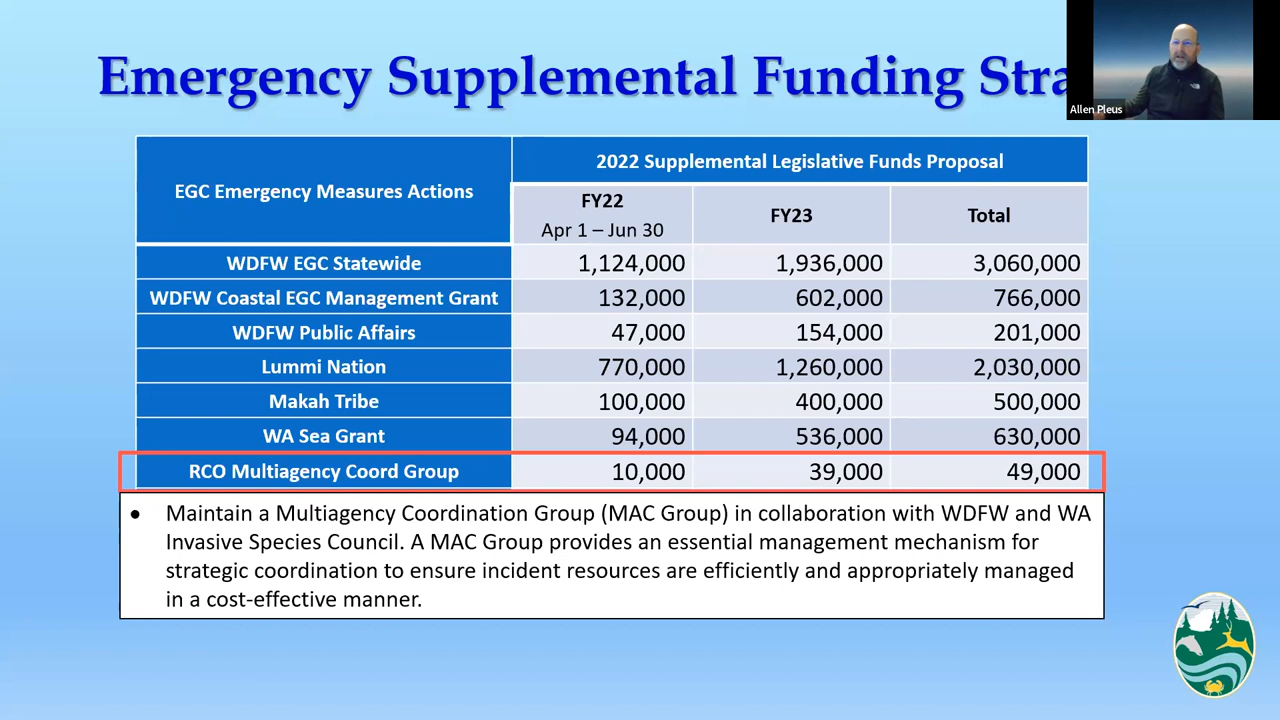 Emergency Supplemental Funding Stra
Allen Pleus
EGC Emergency Measures Actions
2022 Supplemental Legislative Funds Proposal
FY22
Apr 1 – Jun 30
FY23
Total
WDFW EGC Statewide 1,124,000 1,936,000 3,060,000
WDFW Coastal EGC Management Grant 132,000 602,000 766,000
WDFW Public Affairs 47,000 154,000 201,000
Lummi Nation 770,000 1,260,000 2,030,000
Makah Tribe 100,000 400,000 500,000
WA Sea Grant 94,000 536,000 630,000
RCO Multiagency Coord Group 10,000 39,000 49,000
• Maintain a Multiagency Coordination Group (MAC Group) in collaboration with WDFW and WA
Invasive Species Council. A MAC Group provides an essential management mechanism for
strategic coordination to ensure incident resources are efficiently and appropriately managed
in a cost-effective manner.